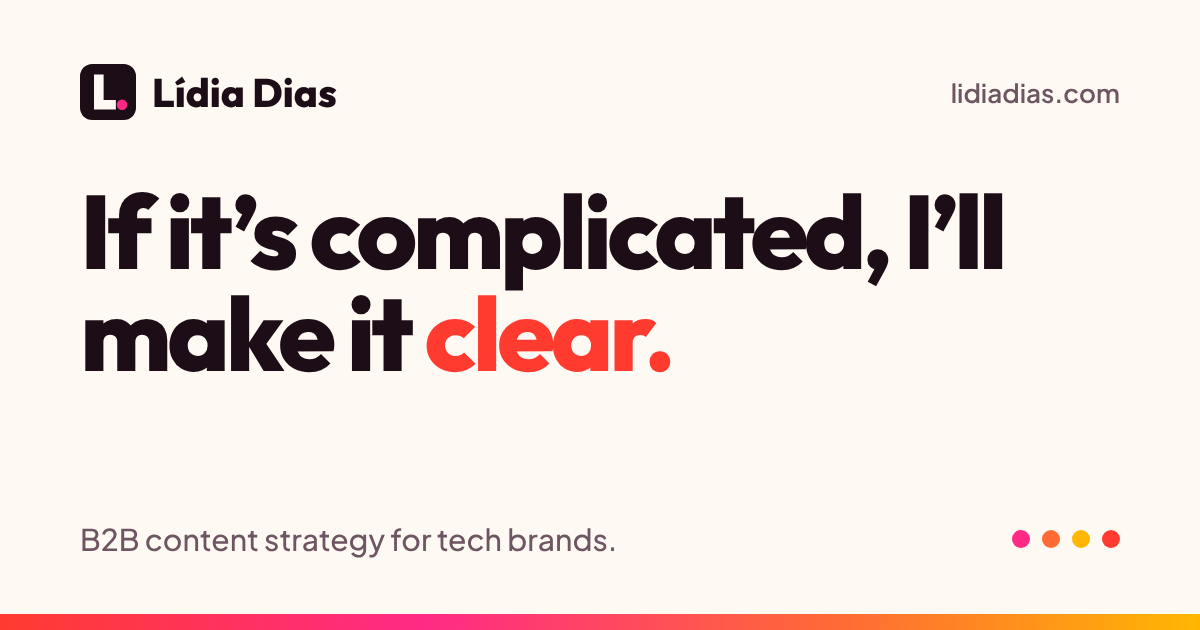 L.
Lídia Dias
lidiadias.com
If it’s complicated, I’ll
make it clear.
B2B content strategy for tech brands.